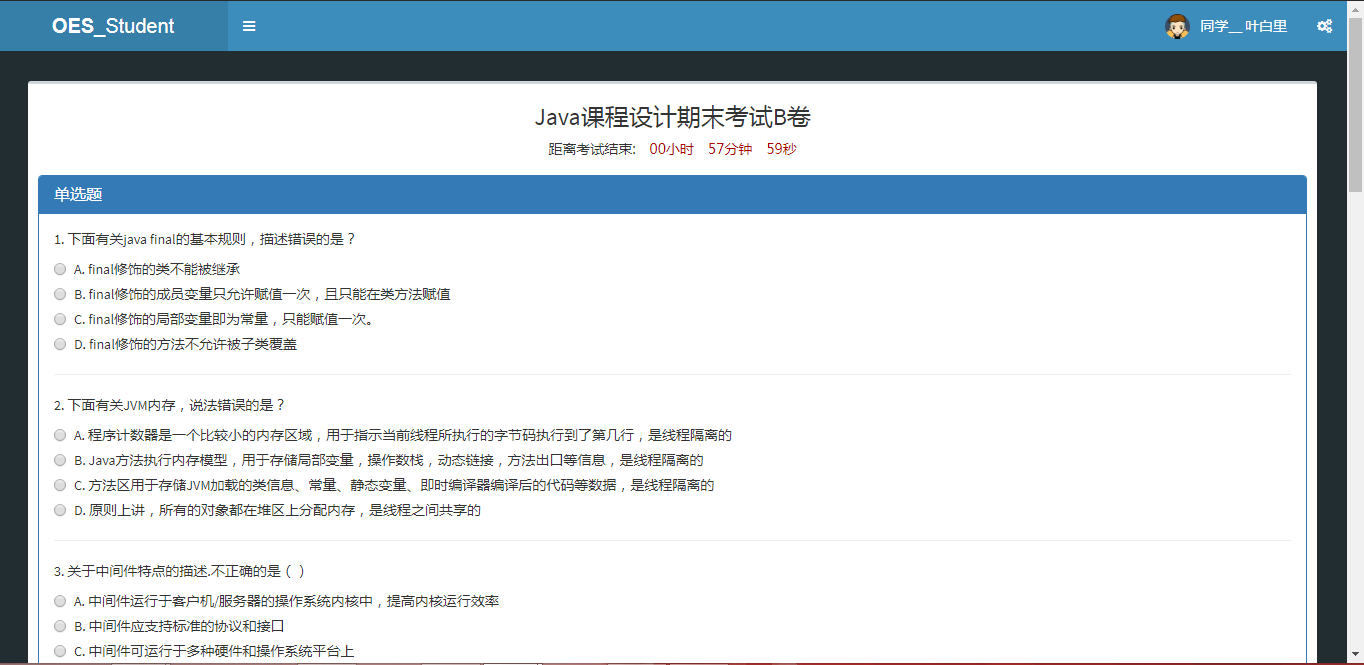 OES_Student
同学__叶白里
Java课程设计期末考试B卷
距离考试结束: 00小时 57分钟 59秒
单选题
1. 下面有关java final的基本规则，描述错误的是？
A. final修饰的类不能被继承
B. final修饰的成员变量只允许赋值一次，且只能在类方法赋值
C. final修饰的局部变量即为常量，只能赋值一次。
D. final修饰的方法不允许被子类覆盖
2. 下面有关JVM内存，说法错误的是？
A. 程序计数器是一个比较小的内存区域，用于指示当前线程所执行的字节码执行到了第几行，是线程隔离的
B. Java方法执行内存模型，用于存储局部变量，操作数栈，动态链接，方法出口等信息，是线程隔离的
C. 方法区用于存储JVM加载的类信息、常量、静态变量、即时编译器编译后的代码等数据，是线程隔离的
D. 原则上讲，所有的对象都在堆区上分配内存，是线程之间共享的
3. 关于中间件特点的描述.不正确的是（ ）
A. 中间件运行于客户机/服务器的操作系统内核中，提高内核运行效率
B. 中间件应支持标准的协议和接口
C. 中间件可运行于多种硬件和操作系统平台上